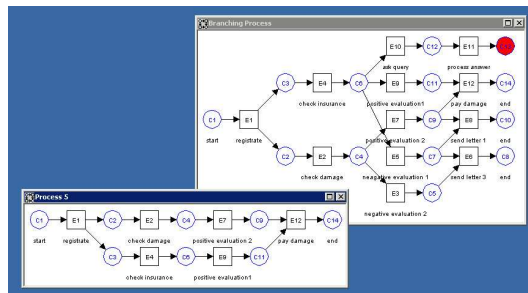 Branching Process
E10 C12 E11
ask query process answer
C3 E4 C6 E9 C11 E12 C14
check insurance positive evaluation1 pay damage end
C1 E1 E7 C9 E8 C10
start registrate positive evaluation 2 send letter 1 end
C2 E2 C4 E5 C7 E6 C8
check damage neagative evaluation 1 send letter 3 end
E3 C5
negative evaluation 2
Process 5
C1 E1 C2 E2 C4 E7 C9 E12 C14
start registrate check damage positive evaluation 2 pay damage end
C3 E4 C6 E9 C11
check insurance positive evaluation1